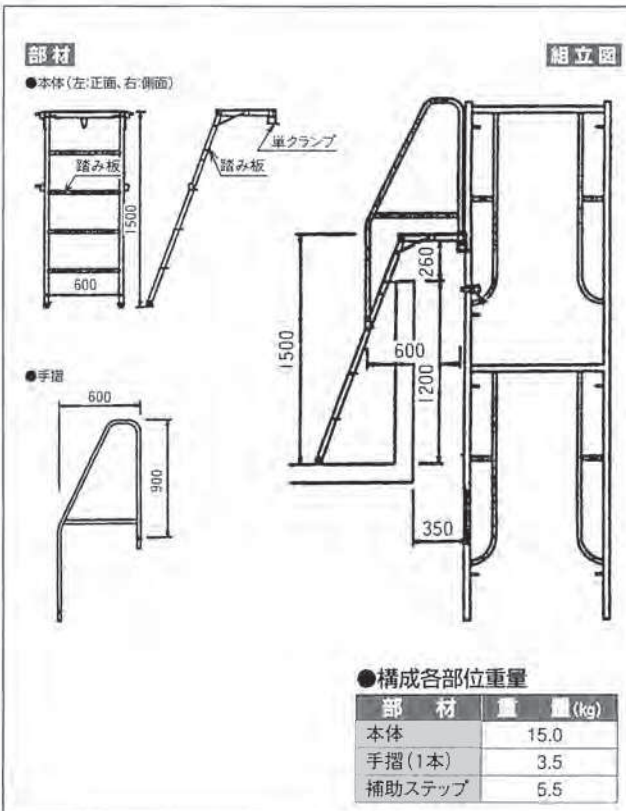 部材
組立図
●本体(左:正面、右:側面)
単クランプ
踏み板
踏み板
1500
600
●手摺
600
900
260
600
1500
1200
350
●構成各部位重量
部材 重量(kg)
本体 15.0
手摺(1本) 3.5
補助ステップ 5.5